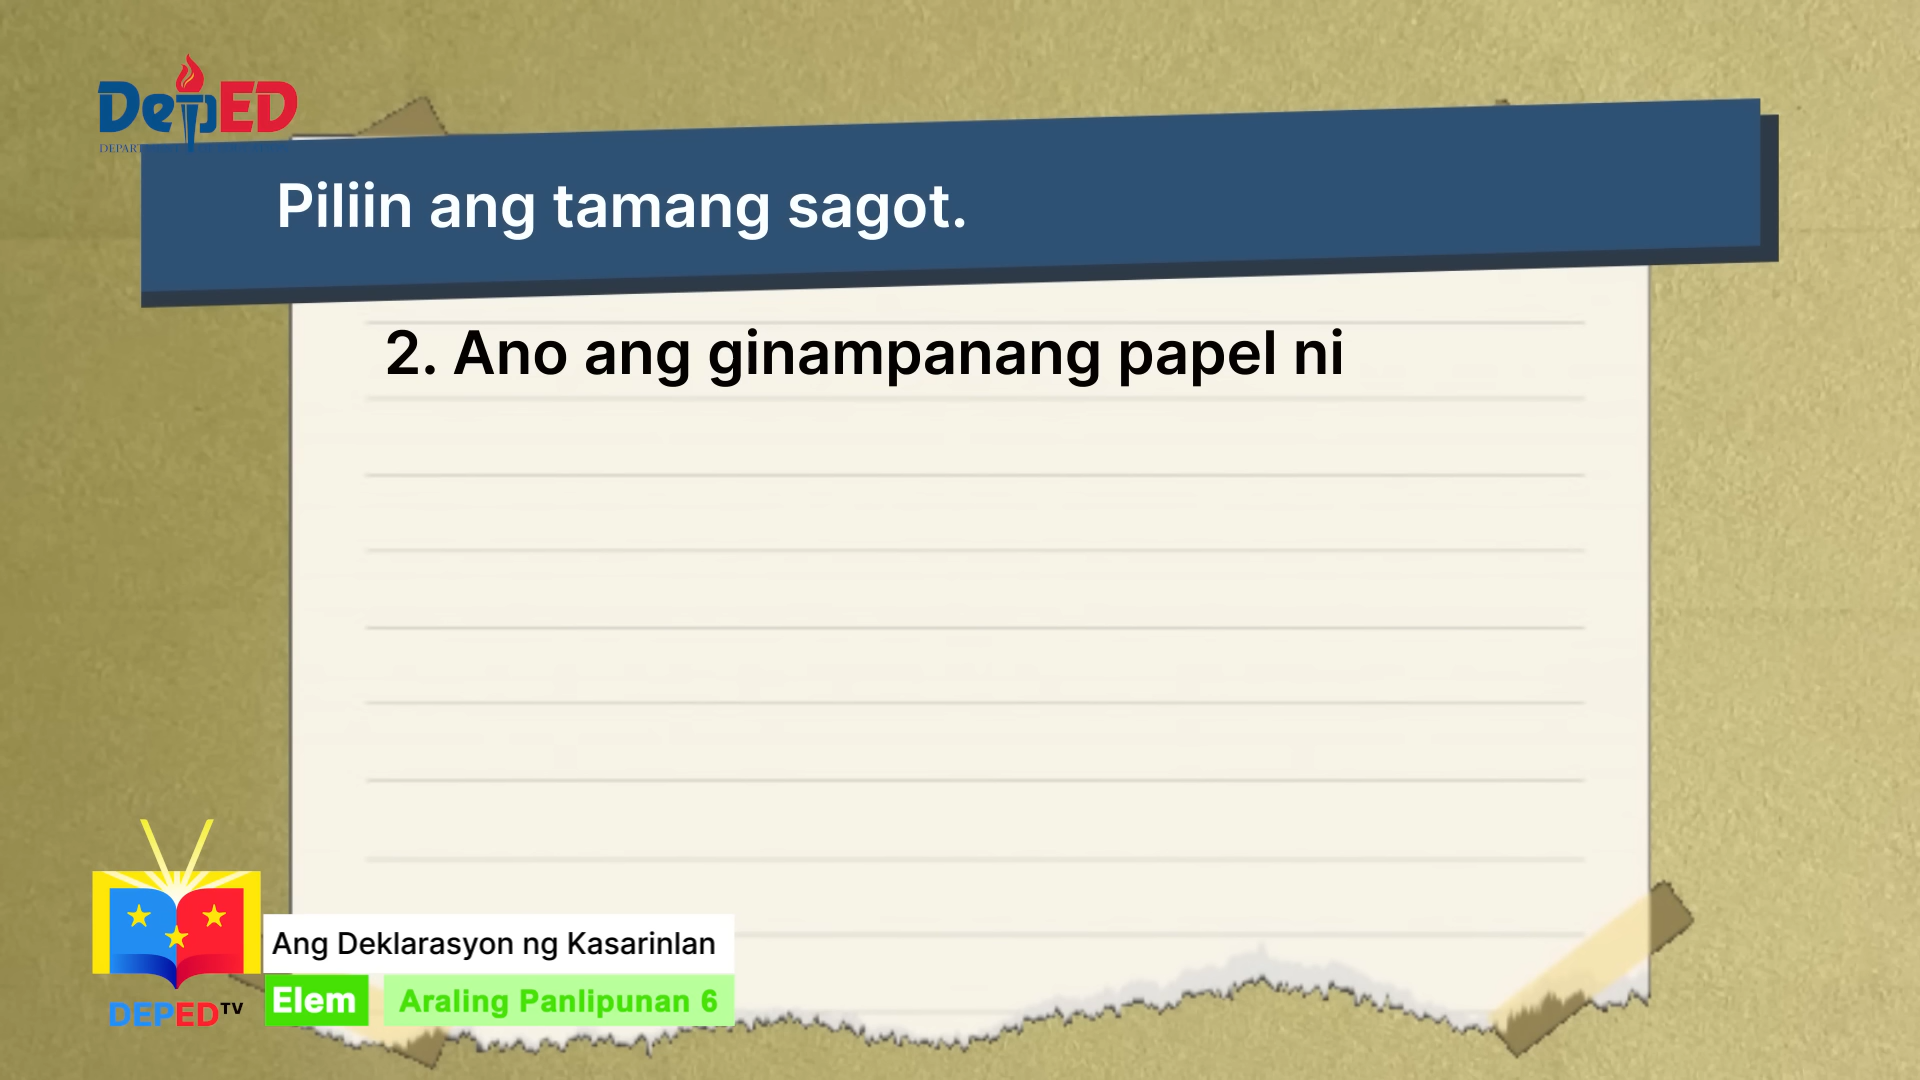 DepED
DEPART
Piliin ang tamang sagot.
2. Ano ang ginampanang papel ni
Ang Deklarasyon ng Kasarinlan
Elem
Araling Panlipunan 6
DEPED TV